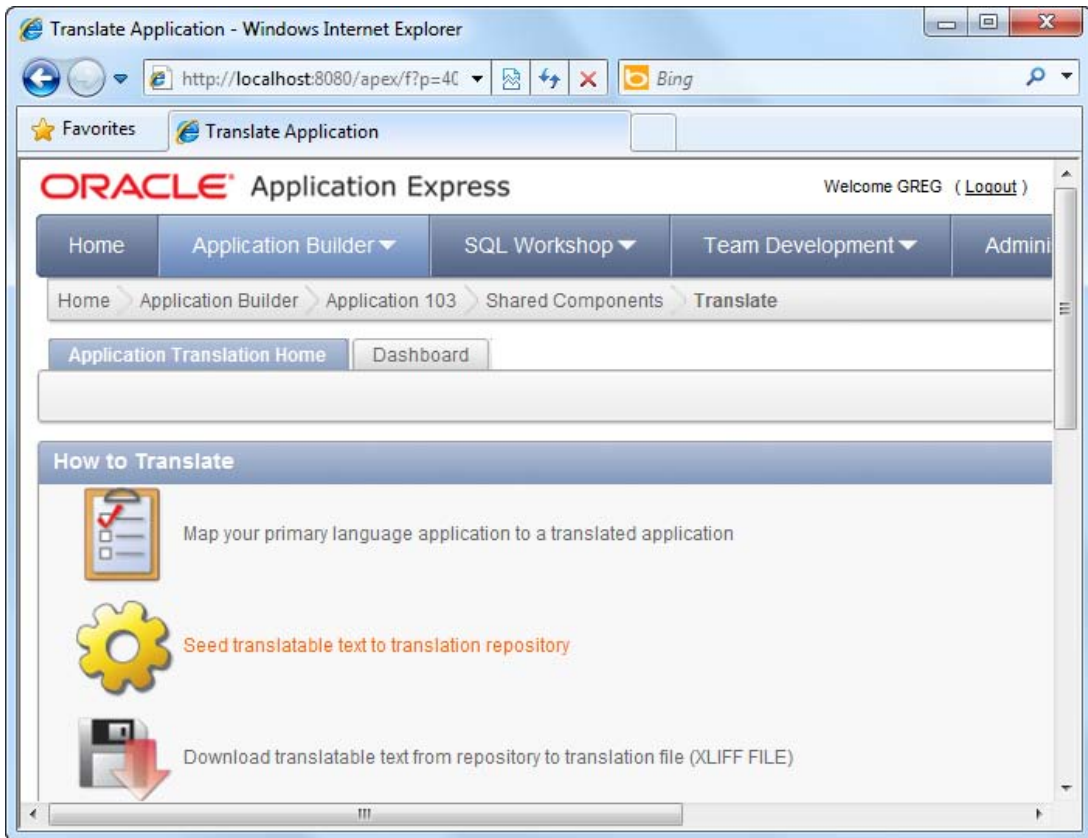 Translate Application - Windows Internet Explorer
http://localhost:8080/apex/f?p=40 Bing
Favorites Translate Application
ORACLE Application Express Welcome GREG ( Logout )
Home Application Builder SQL Workshop Team Development Admini
Home Application Builder Application 103 Shared Components Translate
Application Translation Home Dashboard
How to Translate
Map your primary language application to a translated application
Seed translatable text to translation repository
Download translatable text from repository to translation file (XLIFF FILE)